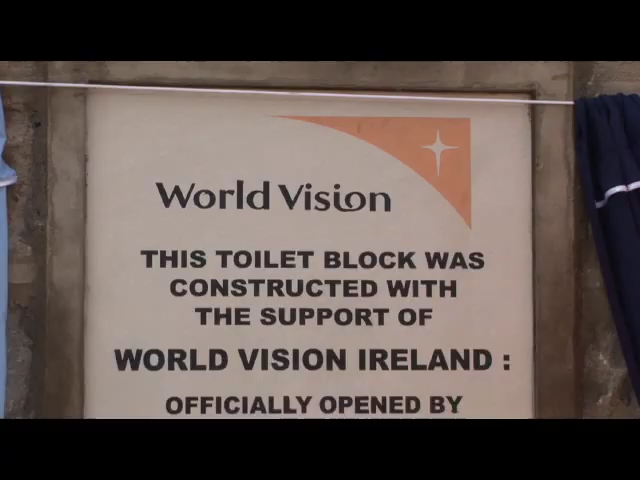 World Vision
THIS TOILET BLOCK WAS
CONSTRUCTED WITH
THE SUPPORT OF
WORLD VISION IRELAND :
OFFICIALLY OPENED BY